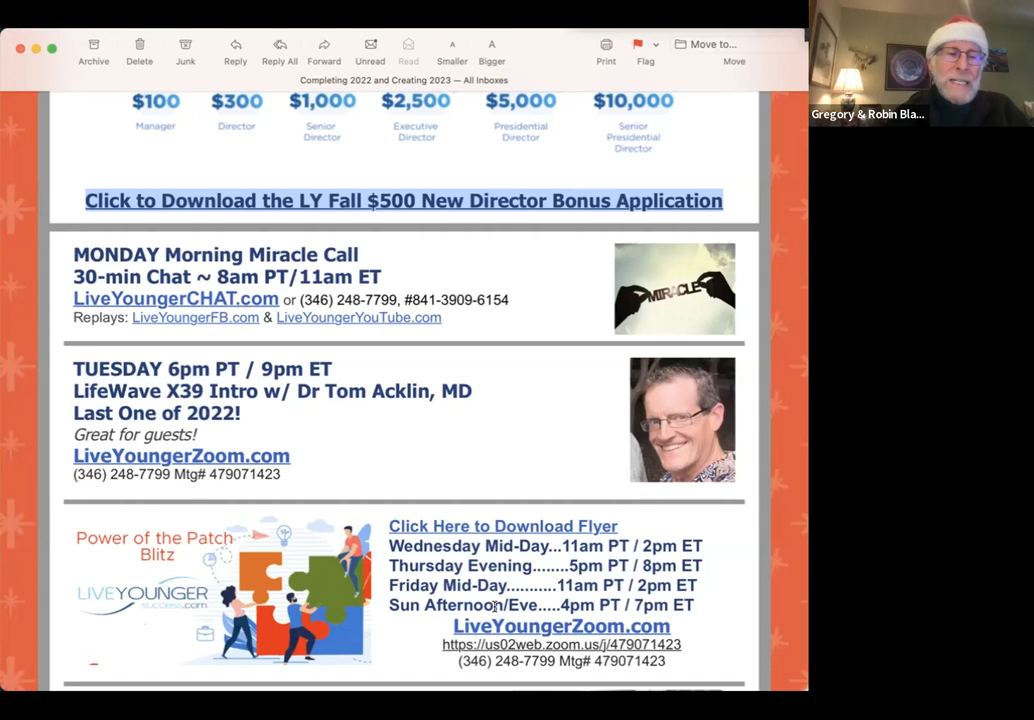 Archive
Delete
Junk
Reply
Reply All
Forward
Unread
Read
A
Smaller
A
Bigger
Print
Flag
Move to...
Move
Completing 2022 and Creating 2023 — All Inboxes
Gregory & Robin Bla...
$100 $300 $1,000 $2,500 $5,000 $10,000
Manager
Director
Senior
Director
Executive
Director
Presidential
Director
Senior
Presidential
Director
Click to Download the LY Fall $500 New Director Bonus Application
MONDAY Morning Miracle Call
30-min Chat ~ 8am PT/11am ET
LiveYoungerCHAT.com or (346) 248-7799, #841-3909-6154
Replays: LiveYoungerFB.com & LiveYoungerYouTube.com
MIRACLE
TUESDAY 6pm PT / 9pm ET
LifeWave X39 Intro w/ Dr Tom Acklin, MD
Last One of 2022!
Great for guests!
LiveYoungerZoom.com
(346) 248-7799 Mtg# 479071423
Power of the Patch
Blitz
LIVEYOUNGER
success.com
Click Here to Download Flyer
Wednesday Mid-Day...11am PT / 2pm ET
Thursday Evening.......5pm PT / 8pm ET
Friday Mid-Day...........11am PT / 2pm ET
Sun Afternoon/Eve.....4pm PT / 7pm ET
LiveYoungerZoom.com
https://us02web.zoom.us/j/479071423
(346) 248-7799 Mtg# 479071423